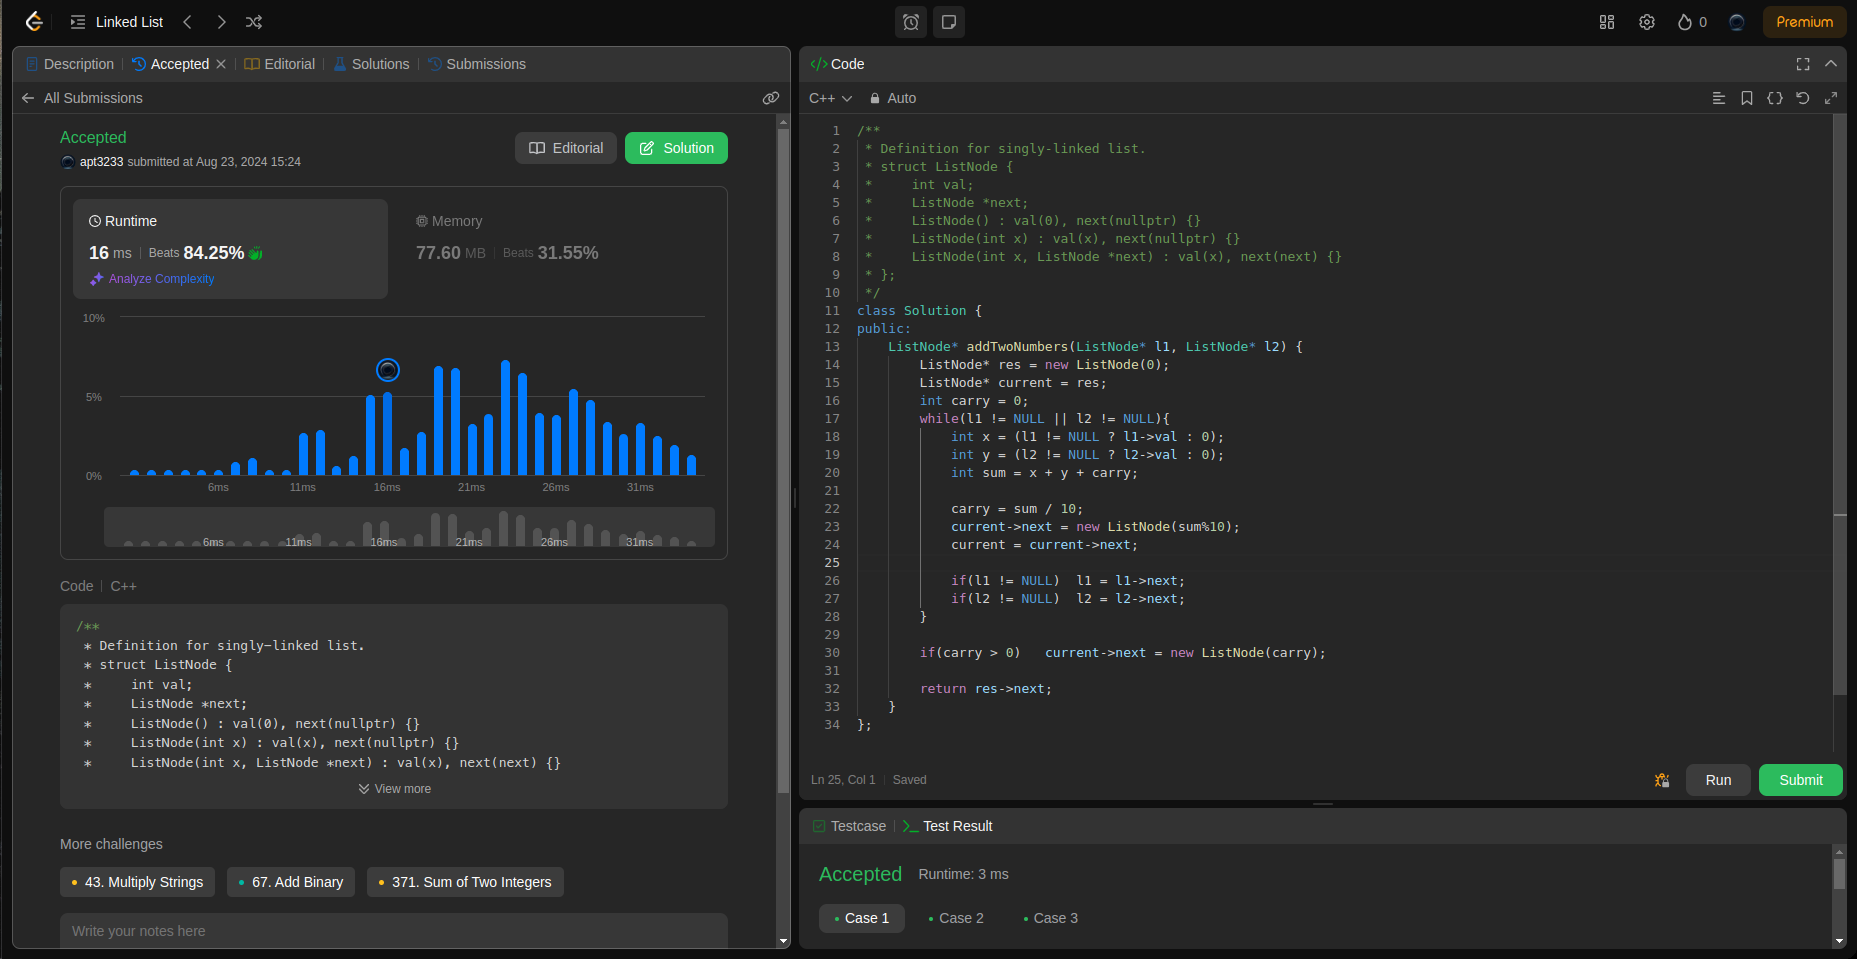 Linked List
0
Premium
Description
Accepted
Editorial
Solutions
Submissions
All Submissions
Accepted
apt3233 submitted at Aug 23, 2024 15:24
Editorial
Solution
Runtime
16 ms
Beats 84.25%
Analyze Complexity
Memory
77.60 MB
Beats 31.55%
10%
5%
0%
6ms 11ms 16ms 21ms 26ms 31ms
6ms 11ms 16ms 21ms 26ms 31ms
Code
C++
/**
 * Definition for singly-linked list.
 * struct ListNode {
 *     int val;
 *     ListNode *next;
 *     ListNode() : val(0), next(nullptr) {}
 *     ListNode(int x) : val(x), next(nullptr) {}
 *     ListNode(int x, ListNode *next) : val(x), next(next) {}
View more
More challenges
43. Multiply Strings
67. Add Binary
371. Sum of Two Integers
Write your notes here
</> Code
C++
Auto
1 /**
2  * Definition for singly-linked list.
3  * struct ListNode {
4  *     int val;
5  *     ListNode *next;
6  *     ListNode() : val(0), next(nullptr) {}
7  *     ListNode(int x) : val(x), next(nullptr) {}
8  *     ListNode(int x, ListNode *next) : val(x), next(next) {}
9  * };
10  */
11 class Solution {
12 public:
13     ListNode* addTwoNumbers(ListNode* l1, ListNode* l2) {
14         ListNode* res = new ListNode(0);
15         ListNode* current = res;
16         int carry = 0;
17         while(l1 != NULL || l2 != NULL){
18             int x = (l1 != NULL ? l1->val : 0);
19             int y = (l2 != NULL ? l2->val : 0);
20             int sum = x + y + carry;
21
22             carry = sum / 10;
23             current->next = new ListNode(sum%10);
24             current = current->next;
25
26             if(l1 != NULL)  l1 = l1->next;
27             if(l2 != NULL)  l2 = l2->next;
28         }
29
30         if(carry > 0)   current->next = new ListNode(carry);
31
32         return res->next;
33     }
34 };
Ln 25, Col 1
Saved
Run
Submit
Testcase
Test Result
Accepted
Runtime: 3 ms
Case 1
Case 2
Case 3